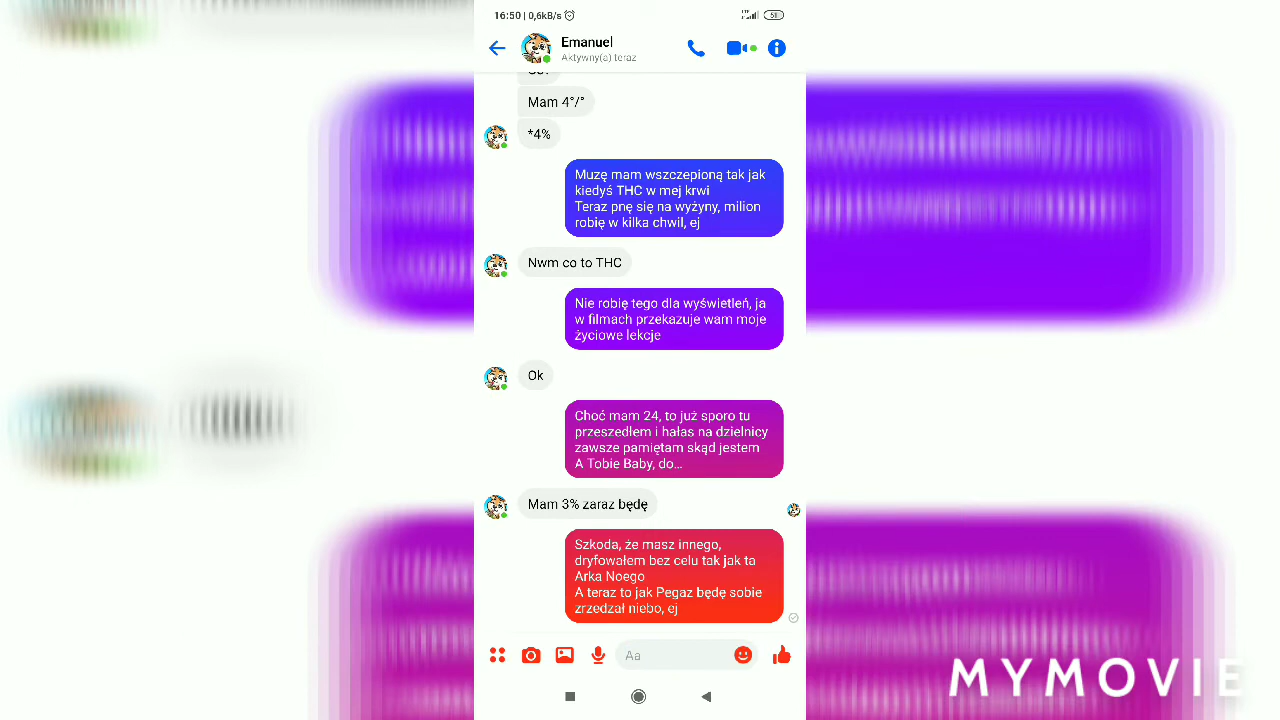 16:50 | 0,6kB/s
51
Emanuel
Aktywny(a) teraz
Mam 4°/°
*4%
Muzę mam wszczepioną tak jak
kiedyś THC w mej krwi
Teraz pnę się na wyżyny, milion
robię w kilka chwil, ej
Nwm co to THC
Nie robię tego dla wyświetleń, ja
w filmach przekazuje wam moje
życiowe lekcje
Ok
Choć mam 24, to już sporo tu
przeszedłem i hałas na dzielnicy
zawsze pamiętam skąd jestem
A Tobie Baby, do...
Mam 3% zaraz będę
Szkoda, że masz innego,
dryfowałem bez celu tak jak ta
Arka Noego
A teraz to jak Pegaz będę sobie
zrzedzał niebo, ej
Aa
MYMOVIE